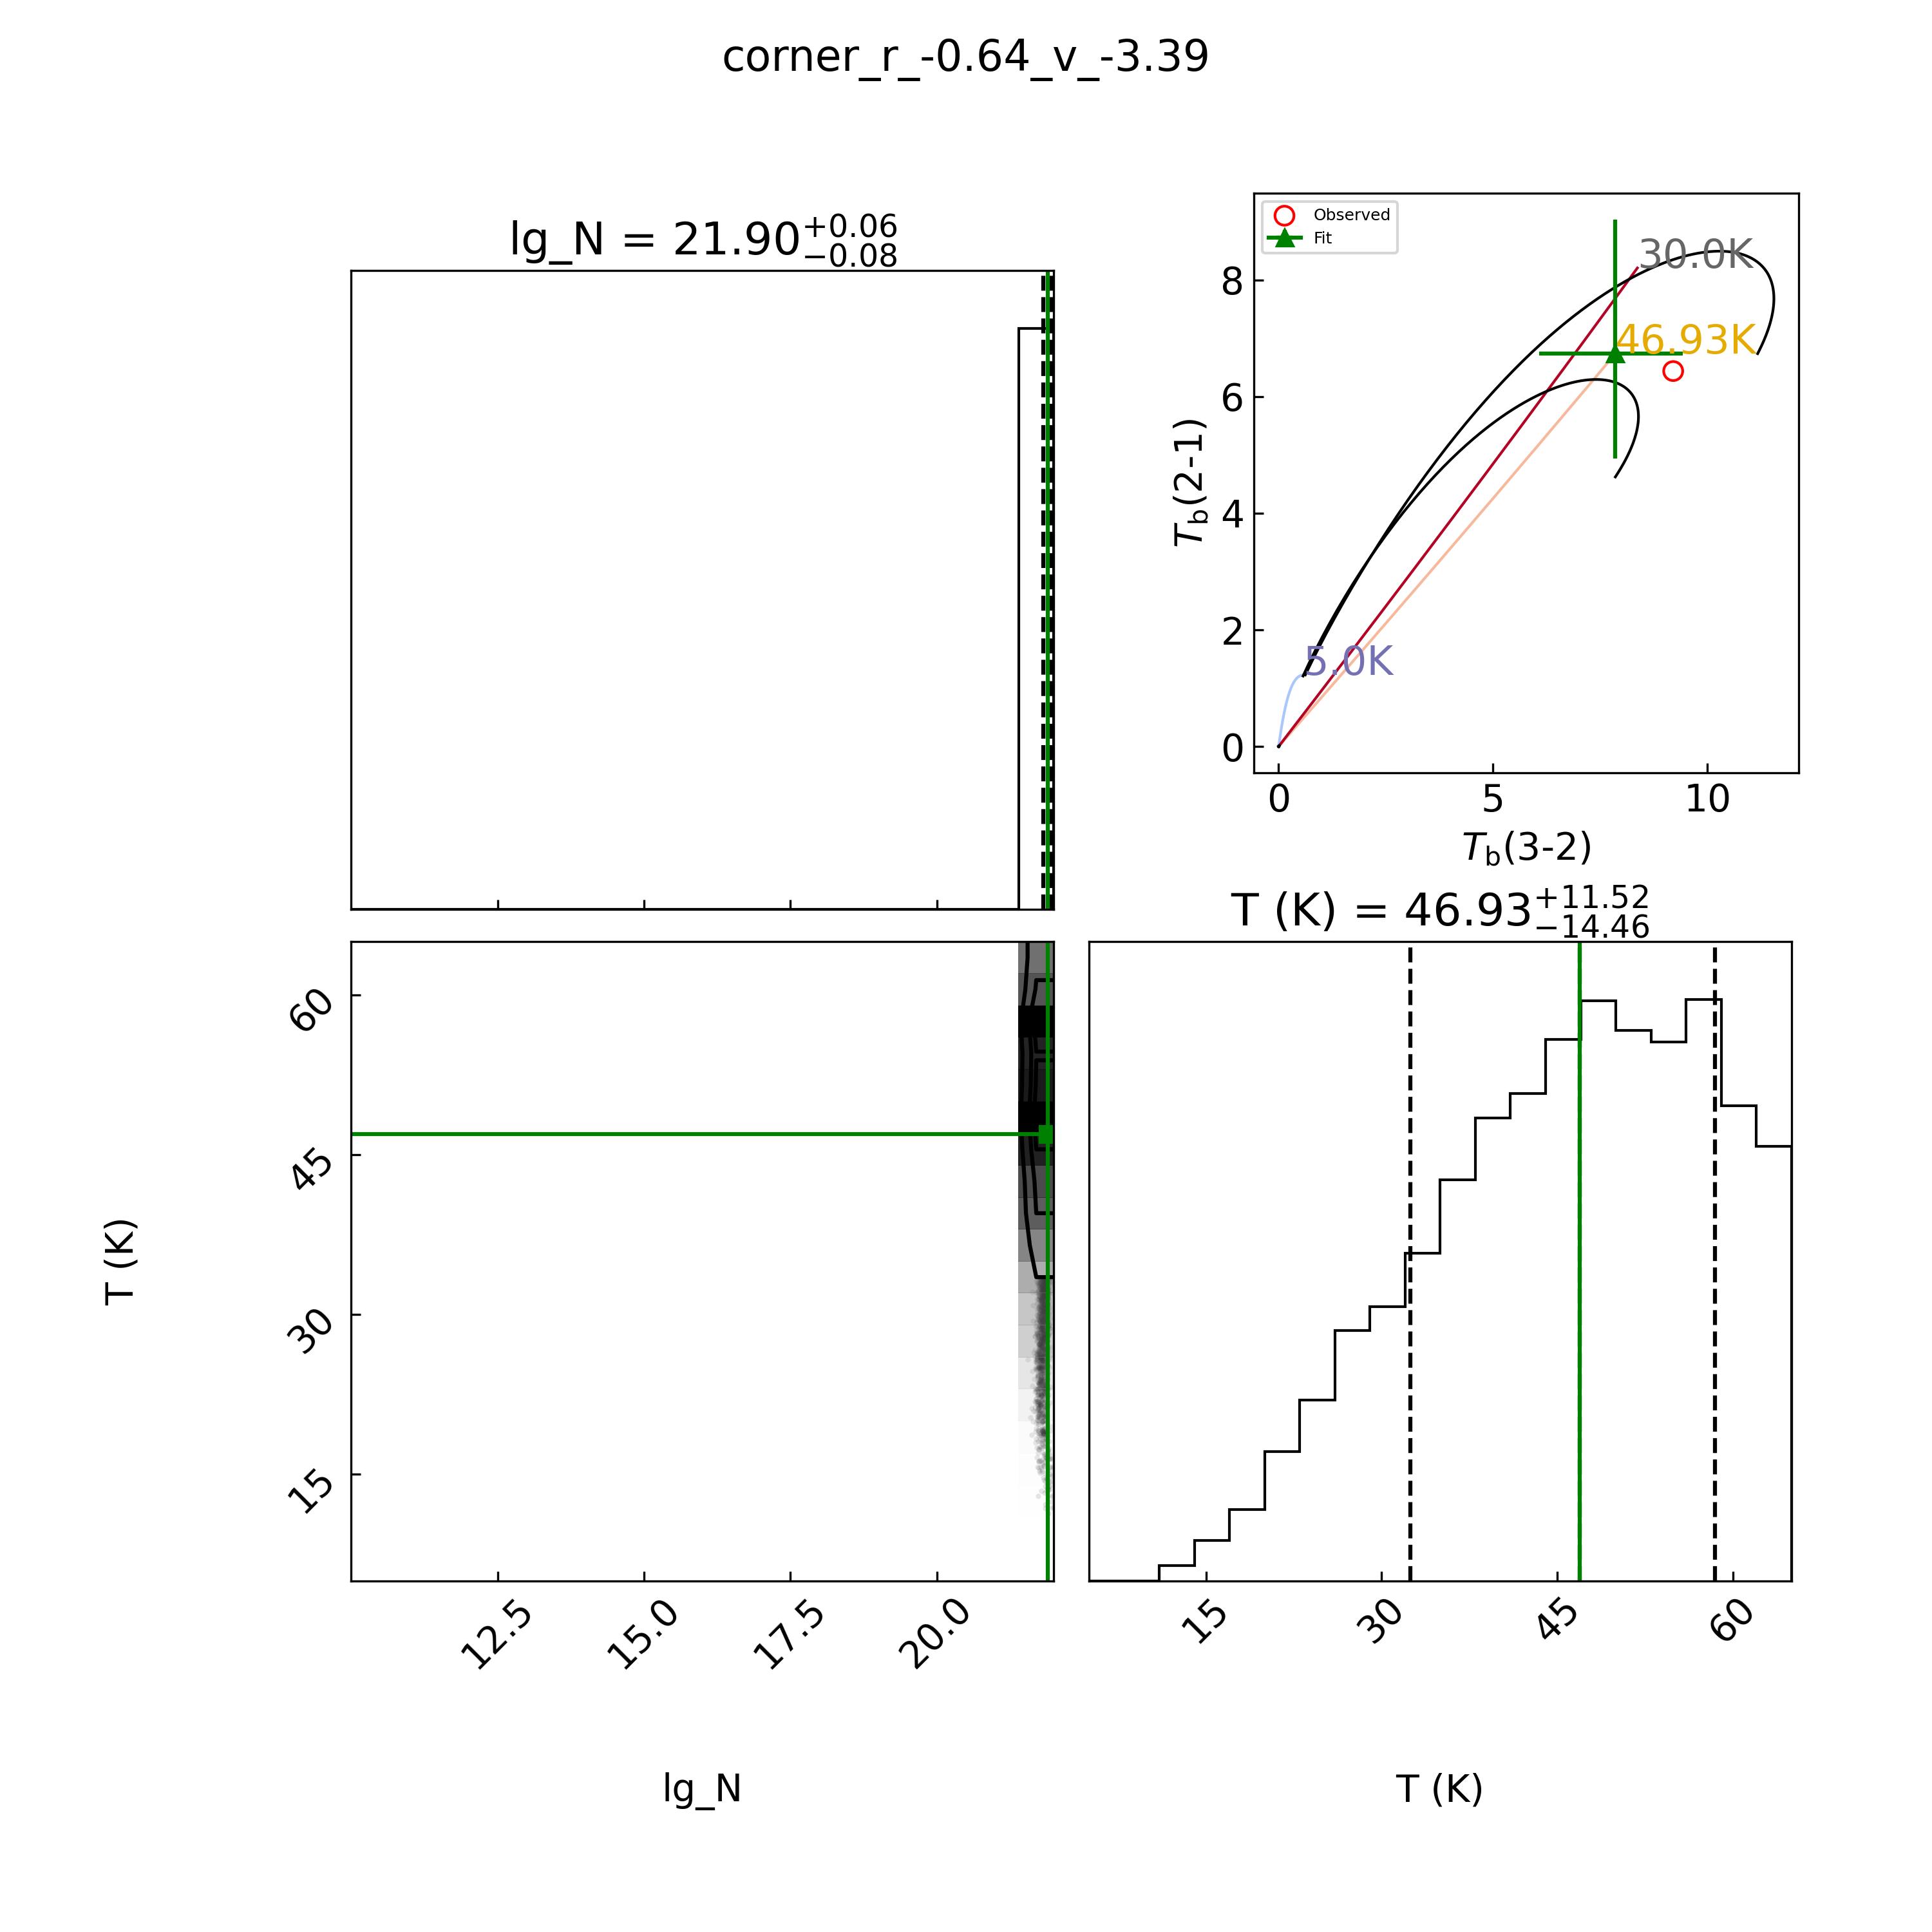 corner_r_-0.64_v_-3.39
lg_N = 21.90+0.06−0.08
Observed
Fit
30.0K
46.93K
5.0K
8
6
4
2
0
Tb(2-1)
0 5 10
Tb(3-2)
T (K) = 46.93+11.52−14.46
60
45
30
15
T (K)
12.5 15.0 17.5 20.0
lg_N
15 30 45 60
T (K)